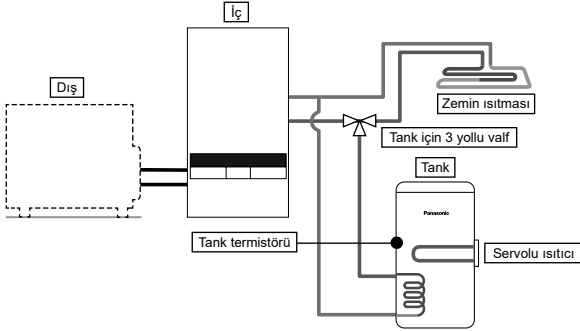 İç
Dış
Zemin ısıtması
Tank için 3 yollu valf
Tank
Panasonic
Tank termistörü
Servolu ısıtıcı